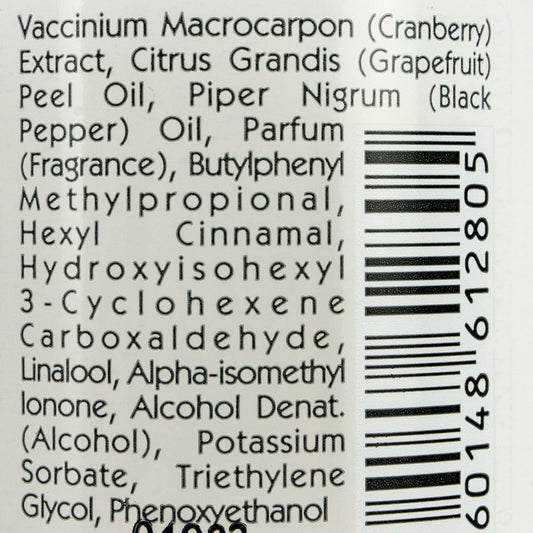 Vaccinium Macrocarpon (Cranberry)
Extract, Citrus Grandis (Grapefruit)
Peel Oil, Piper Nigrum (Black
Pepper) Oil, Parfum
(Fragrance), Butylphenyl
Methylpropional,
Hexyl Cinnamal,
Hydroxyisohexyl
3-Cyclohexene
Carboxaldehyde,
Linalool, Alpha-isomethyl
Ionone, Alcohol Denat.
(Alcohol), Potassium
Sorbate, Triethylene
Glycol, Phenoxyethanol
60148 612805